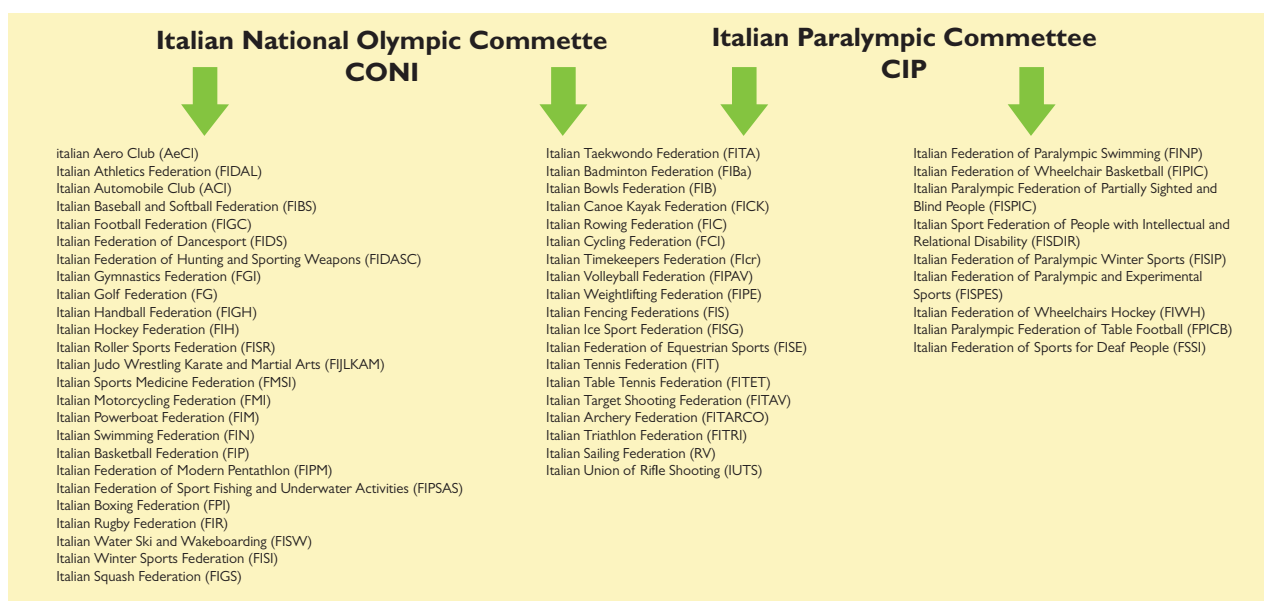 Italian National Olympic Commette
CONI
Italian Paralympic Committee
CIP
italian Aero Club (AeCI)
Italian Athletics Federation (FIDAL)
Italian Automobile Club (ACI)
Italian Baseball and Softball Federation (FIBS)
Italian Football Federation (FIGC)
Italian Federation of Dancesport (FIDS)
Italian Federation of Hunting and Sporting Weapons (FIDASC)
Italian Gymnastics Federation (FGI)
Italian Golf Federation (FG)
Italian Handball Federation (FIGH)
Italian Hockey Federation (FIH)
Italian Roller Sports Federation (FISR)
Italian Judo Wrestling Karate and Martial Arts (FIJLKAM)
Italian Sports Medicine Federation (FMSI)
Italian Motorcycling Federation (FMI)
Italian Powerboat Federation (FIM)
Italian Swimming Federation (FIN)
Italian Basketball Federation (FIP)
Italian Federation of Modern Pentathlon (FIPM)
Italian Federation of Sport Fishing and Underwater Activities (FIPSAS)
Italian Boxing Federation (FPI)
Italian Rugby Federation (FIR)
Italian Water Ski and Wakeboarding (FISW)
Italian Winter Sports Federation (FISI)
Italian Squash Federation (FIGS)
Italian Taekwondo Federation (FITA)
Italian Badminton Federation (FIBa)
Italian Bowls Federation (FIB)
Italian Canoe Kayak Federation (FICK)
Italian Rowing Federation (FIC)
Italian Cycling Federation (FCI)
Italian Timekeepers Federation (FIcr)
Italian Volleyball Federation (FIPAV)
Italian Weightlifting Federation (FIPE)
Italian Fencing Federations (FIS)
Italian Ice Sport Federation (FISG)
Italian Federation of Equestrian Sports (FISE)
Italian Tennis Federation (FIT)
Italian Table Tennis Federation (FITET)
Italian Target Shooting Federation (FITAV)
Italian Archery Federation (FITARCO)
Italian Triathlon Federation (FITRI)
Italian Sailing Federation (RV)
Italian Union of Rifle Shooting (IUTS)
Italian Federation of Paralympic Swimming (FINP)
Italian Federation of Wheelchair Basketball (FIPIC)
Italian Paralympic Federation of Partially Sighted and
Blind People (FISPIC)
Italian Sport Federation of People with Intellectual and
Relational Disability (FISDIR)
Italian Federation of Paralympic Winter Sports (FISIP)
Italian Federation of Paralympic and Experimental
Sports (FISPES)
Italian Federation of Wheelchairs Hockey (FIWH)
Italian Paralympic Federation of Table Football (FPICB)
Italian Federation of Sports for Deaf People (FSSI)